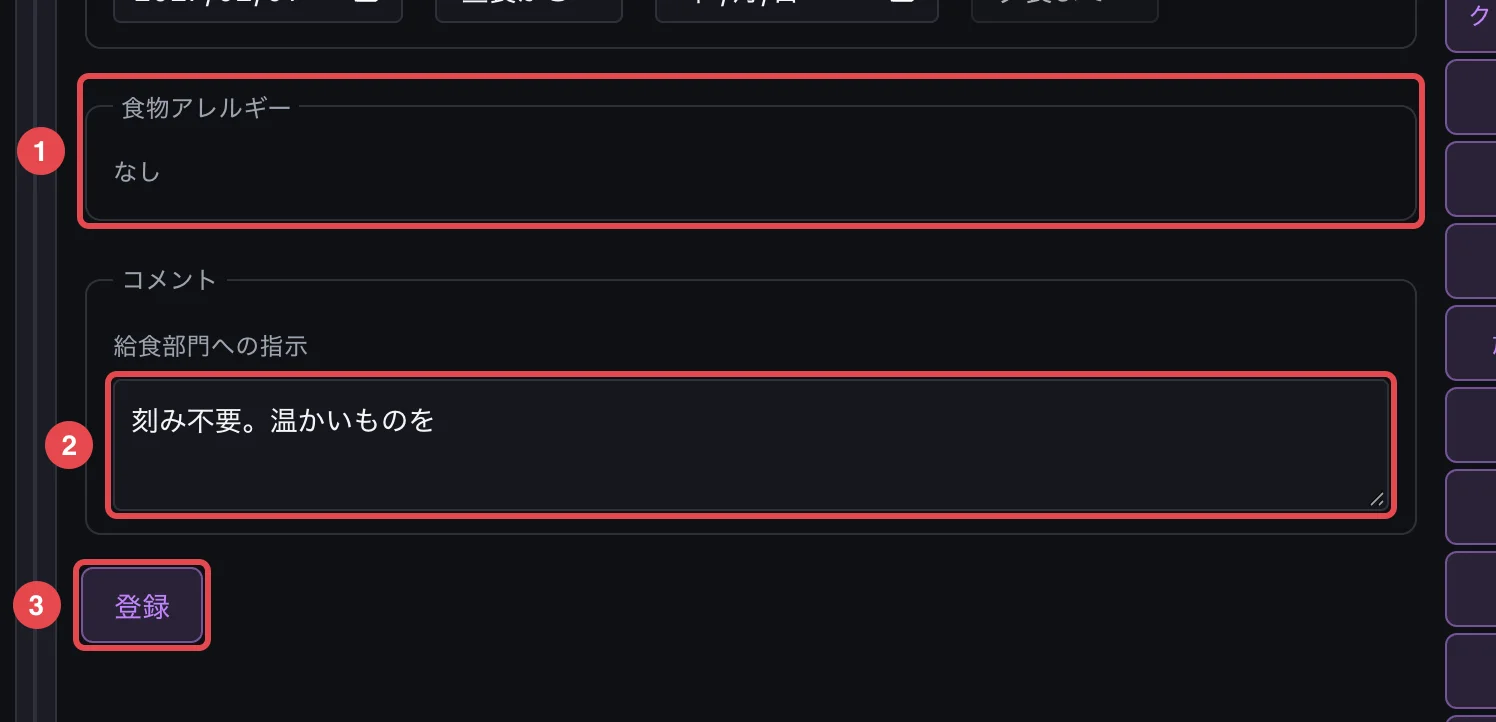 ク
食物アレルギー
1
なし
コメント
給食部門への指示
刻み不要。温かいものを
2
3
登録